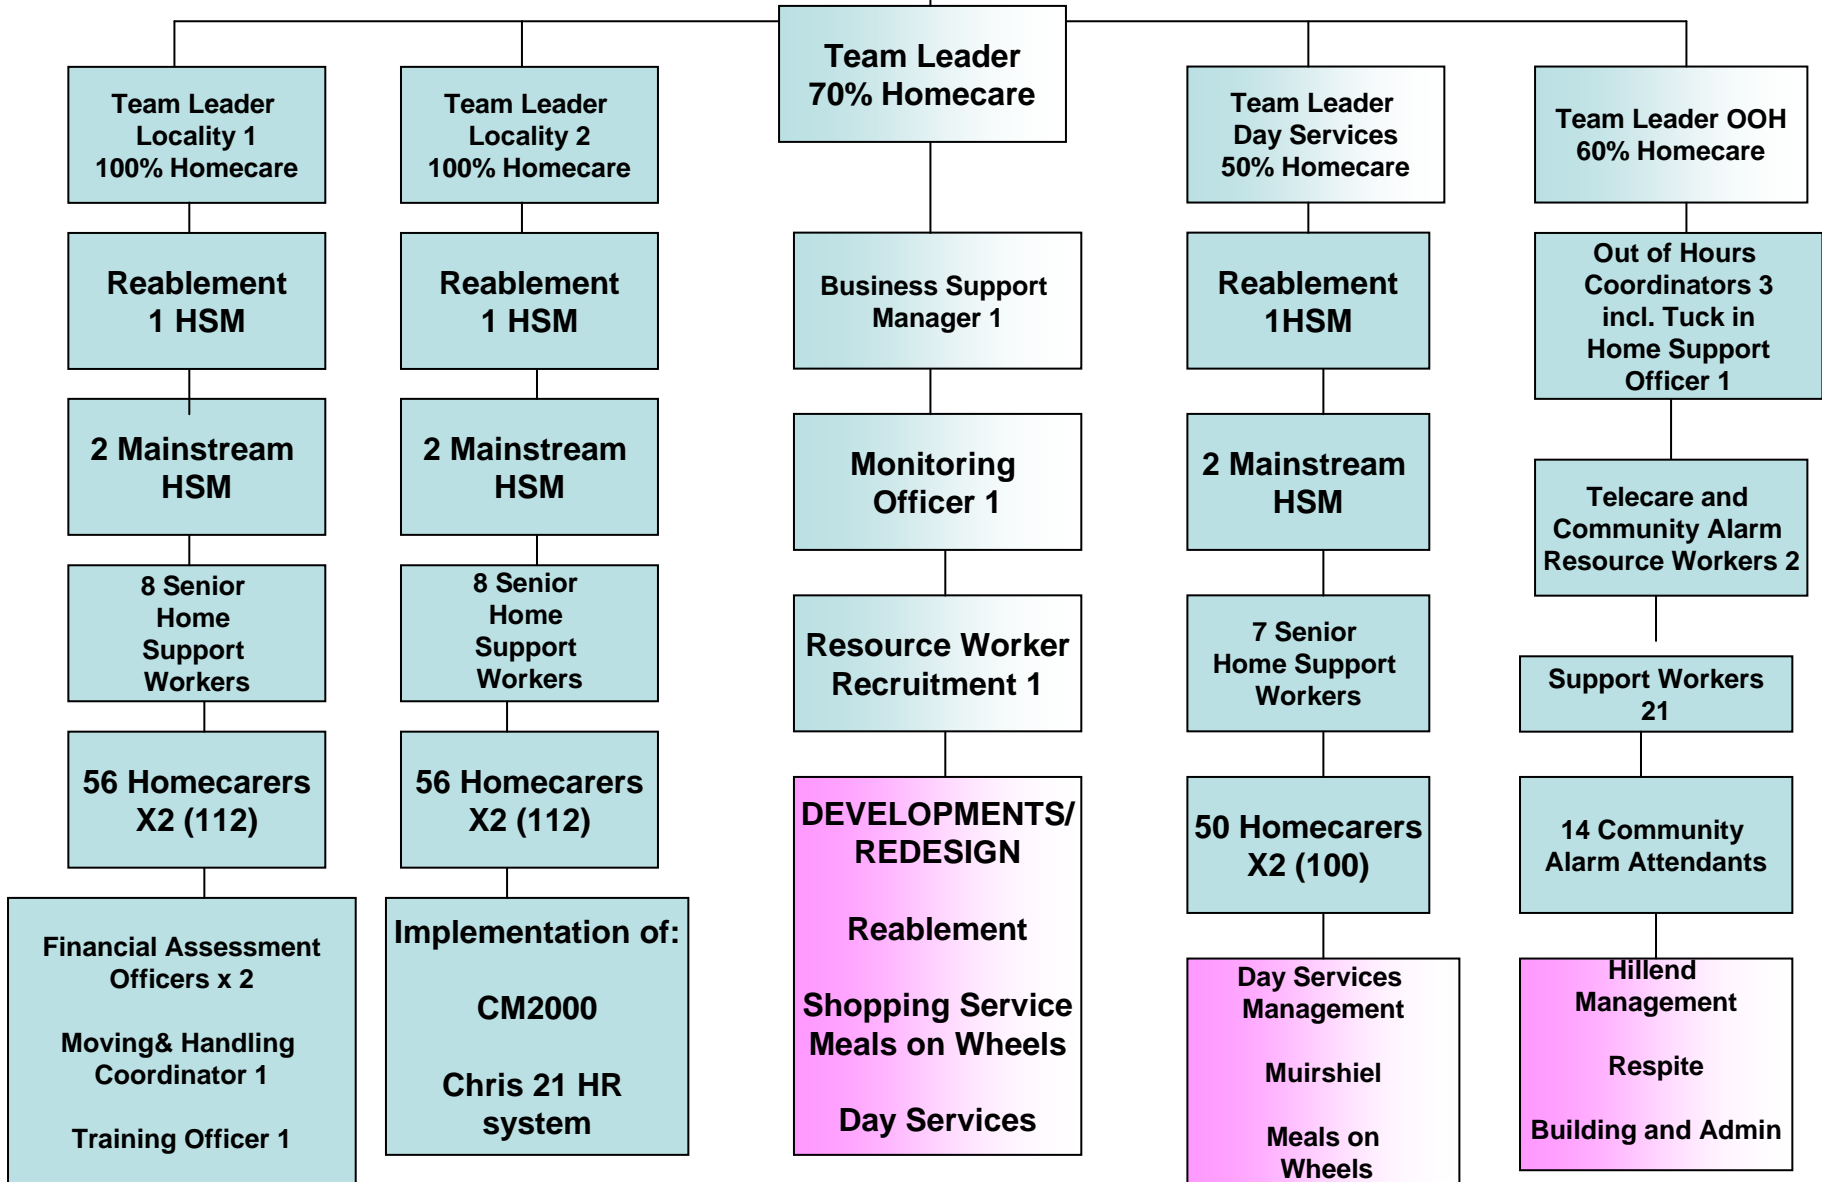 Team Leader
Locality 1
100% Homecare
Reablement
1 HSM
2 Mainstream
HSM
8 Senior
Home
Support
Workers
56 Homecarers
X2 (112)
Financial Assessment
Officers x 2
Moving& Handling
Coordinator 1
Training Officer 1
Team Leader
Locality 2
100% Homecare
Reablement
1 HSM
2 Mainstream
HSM
8 Senior
Home
Support
Workers
56 Homecarers
X2 (112)
Implementation of:
CM2000
Chris 21 HR
system
Team Leader
70% Homecare
Business Support
Manager 1
Monitoring
Officer 1
Resource Worker
Recruitment 1
DEVELOPMENTS/
REDESIGN
Reablement
Shopping Service
Meals on Wheels
Day Services
Team Leader
Day Services
50% Homecare
Reablement
1HSM
2 Mainstream
HSM
7 Senior
Home Support
Workers
50 Homecarers
X2 (100)
Day Services
Management
Muirshiel
Meals on
Wheels
Team Leader OOH
60% Homecare
Out of Hours
Coordinators 3
incl. Tuck in
Home Support
Officer 1
Telecare and
Community Alarm
Resource Workers 2
Support Workers
21
14 Community
Alarm Attendants
Hillend
Management
Respite
Building and Admin